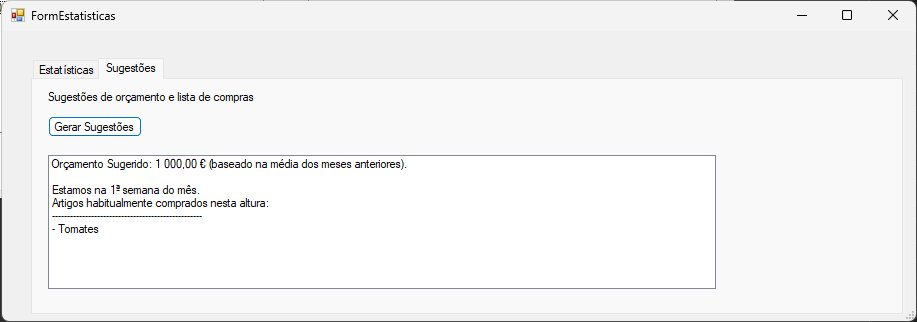 FormEstatisticas
Estatísticas
Sugestões
Sugestões de orçamento e lista de compras
Gerar Sugestões
Orçamento Sugerido: 1 000,00 € (baseado na média dos meses anteriores).
Estamos na 1ª semana do mês.
Artigos habitualmente comprados nesta altura:
--------------------------------------------------
- Tomates